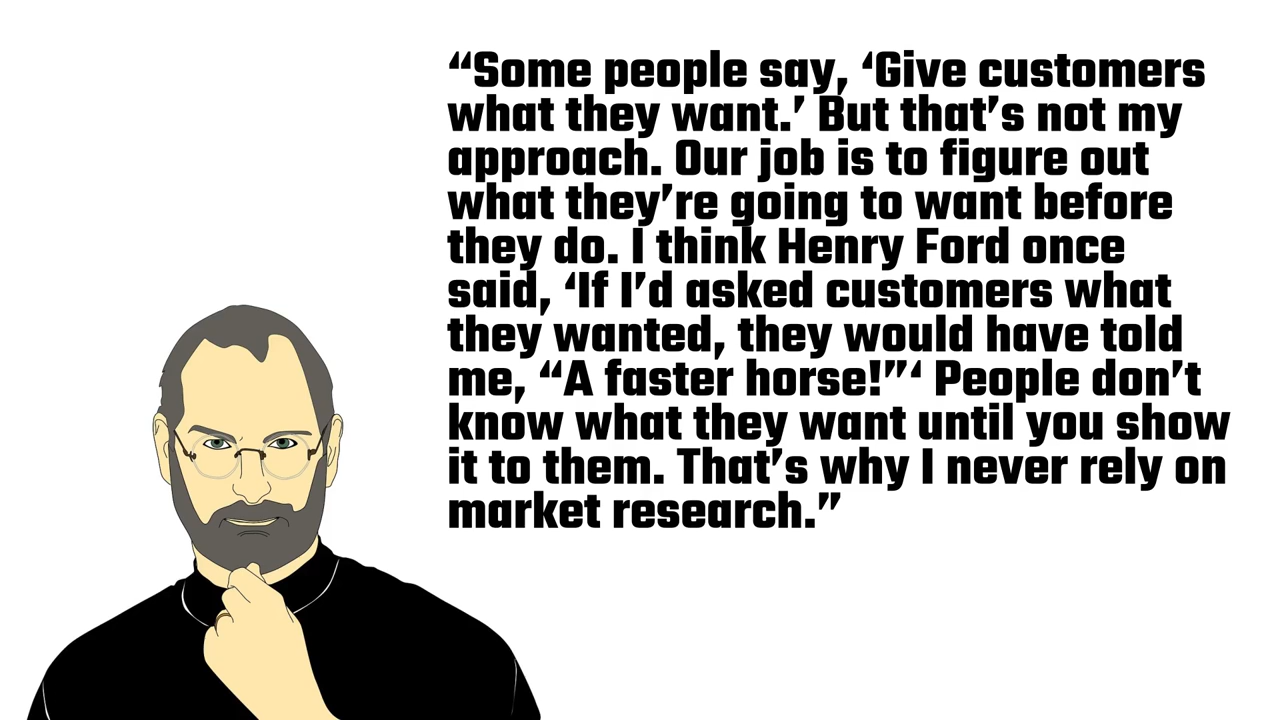 “Some people say, ‘Give customers
what they want.’ But that’s not my
approach. Our job is to figure out
what they’re going to want before
they do. I think Henry Ford once
said, ‘If I’d asked customers what
they wanted, they would have told
me, “A faster horse!”‘ People don’t
know what they want until you show
it to them. That’s why I never rely on
market research.”